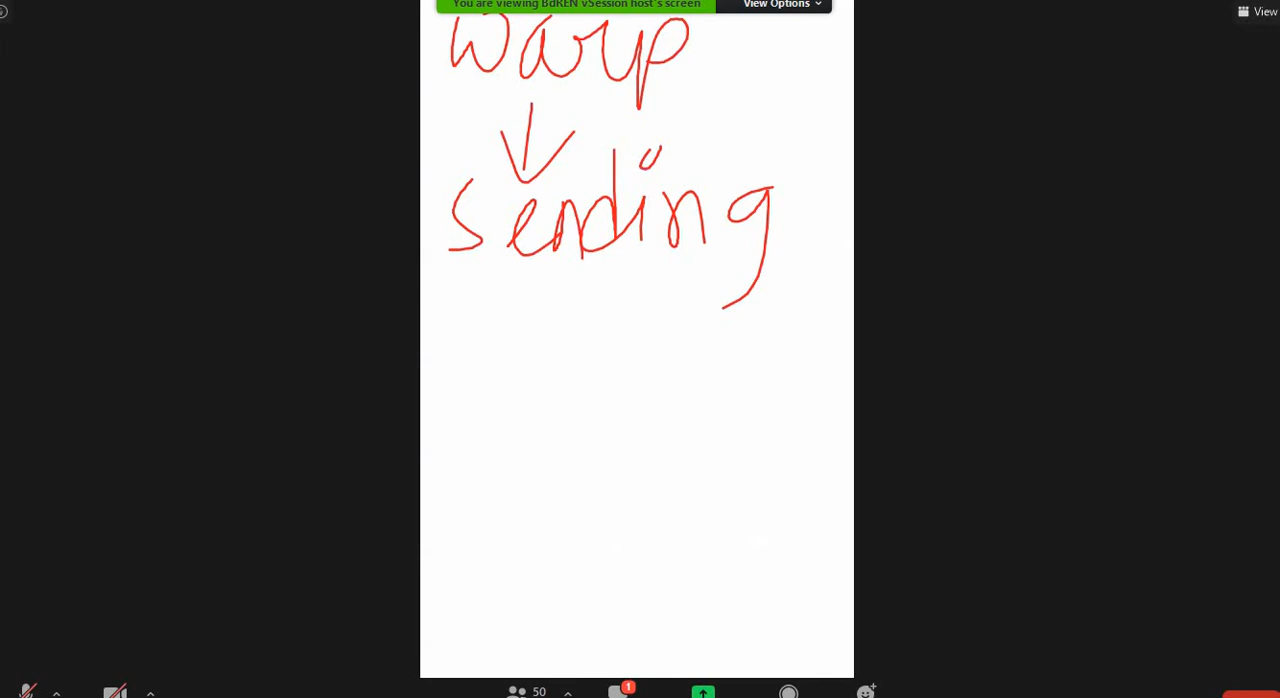 You are viewing BdREN vSession host's screen
View Options
View
Warp
sending
50
1